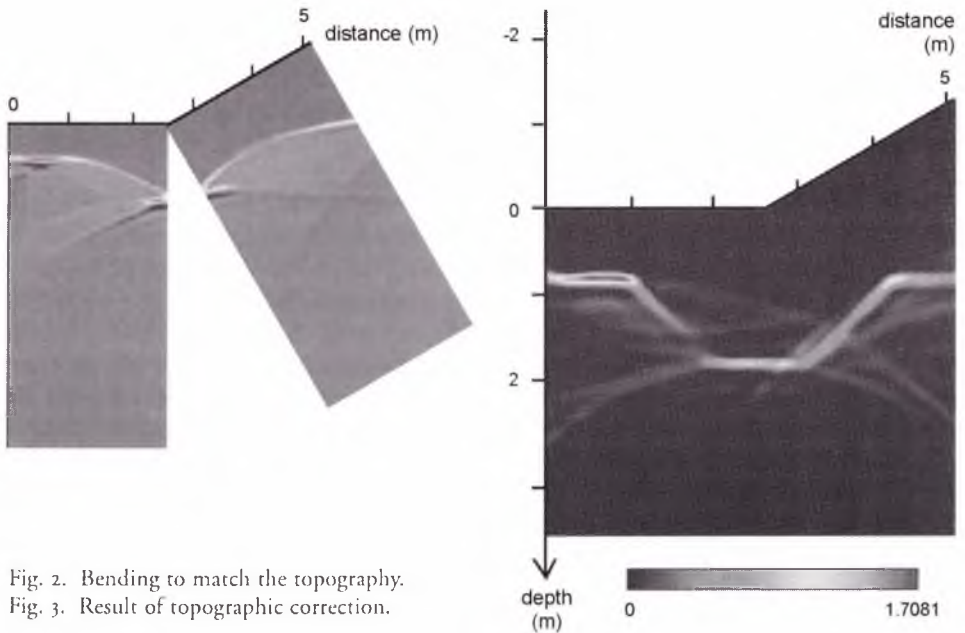 5
distance (m)
0
-2
distance
(m)
5
0
2
depth
(m)
0
1.7081
Fig. 2. Bending to match the topography.
Fig. 3. Result of topographic correction.